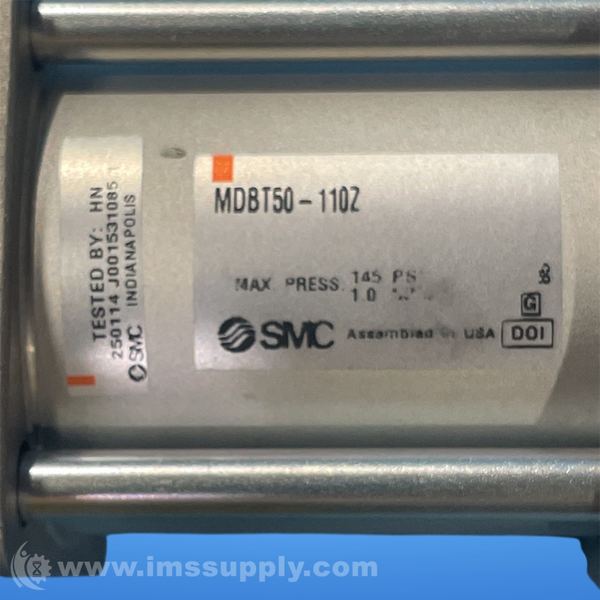 TESTED BY: HN
250114 J001531085 1
SMC INDIANAPOLIS
MDBT50-110Z
MAX. PRESS. 145 PS
1.0
SMC Assembled in USA DOI
G
www.imssupply.com